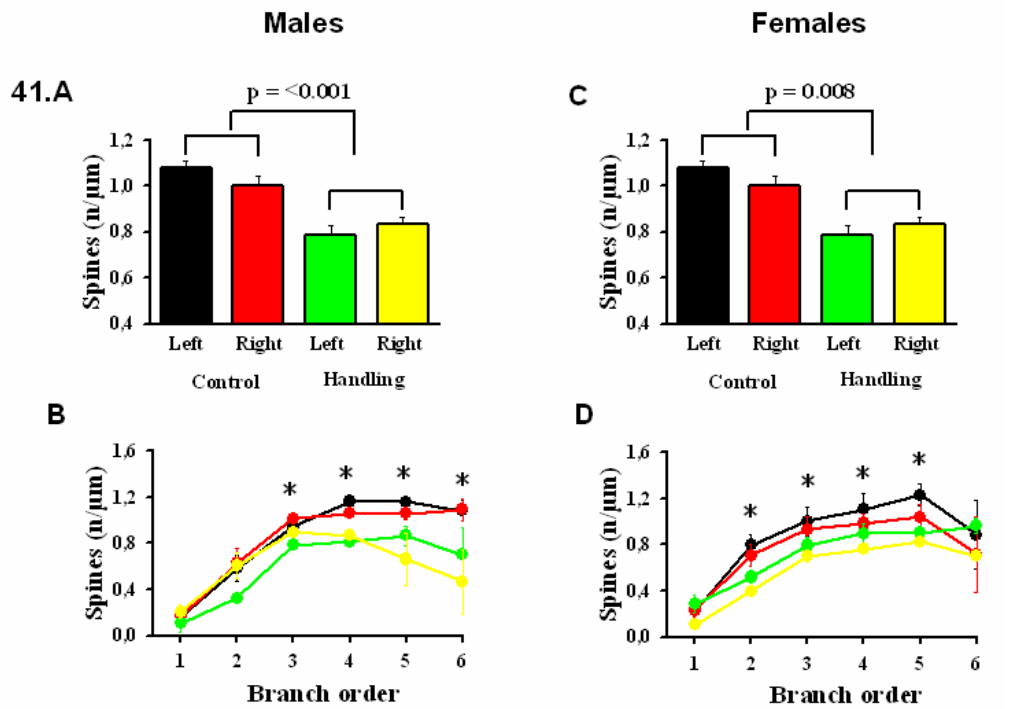 Males
Females
41.A
p = <0.001
C
p = 0.008
Spines (n/µm)
1,2
1,0
0,8
0,6
0,4
Left Right Left Right
Control Handling
Spines (n/µm)
1,2
1,0
0,8
0,6
0,4
Left Right Left Right
Control Handling
B
Spines (n/µm)
1,6
1,2
0,8
0,4
0,0
* * * *
1 2 3 4 5 6
Branch order
D
Spines (n/µm)
1,6
1,2
0,8
0,4
0,0
* * * *
1 2 3 4 5 6
Branch order